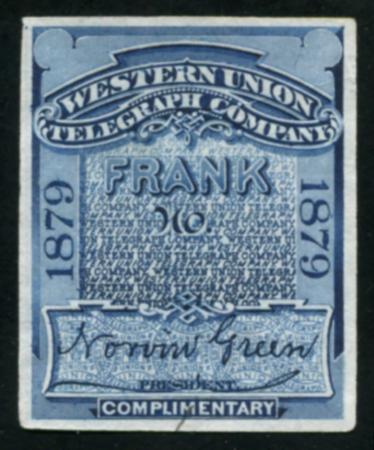 WESTERN UNION
TELEGRAPH COMPANY
FRANK
No.
1879
1879
Norvin Green
PRESIDENT.
COMPLIMENTARY